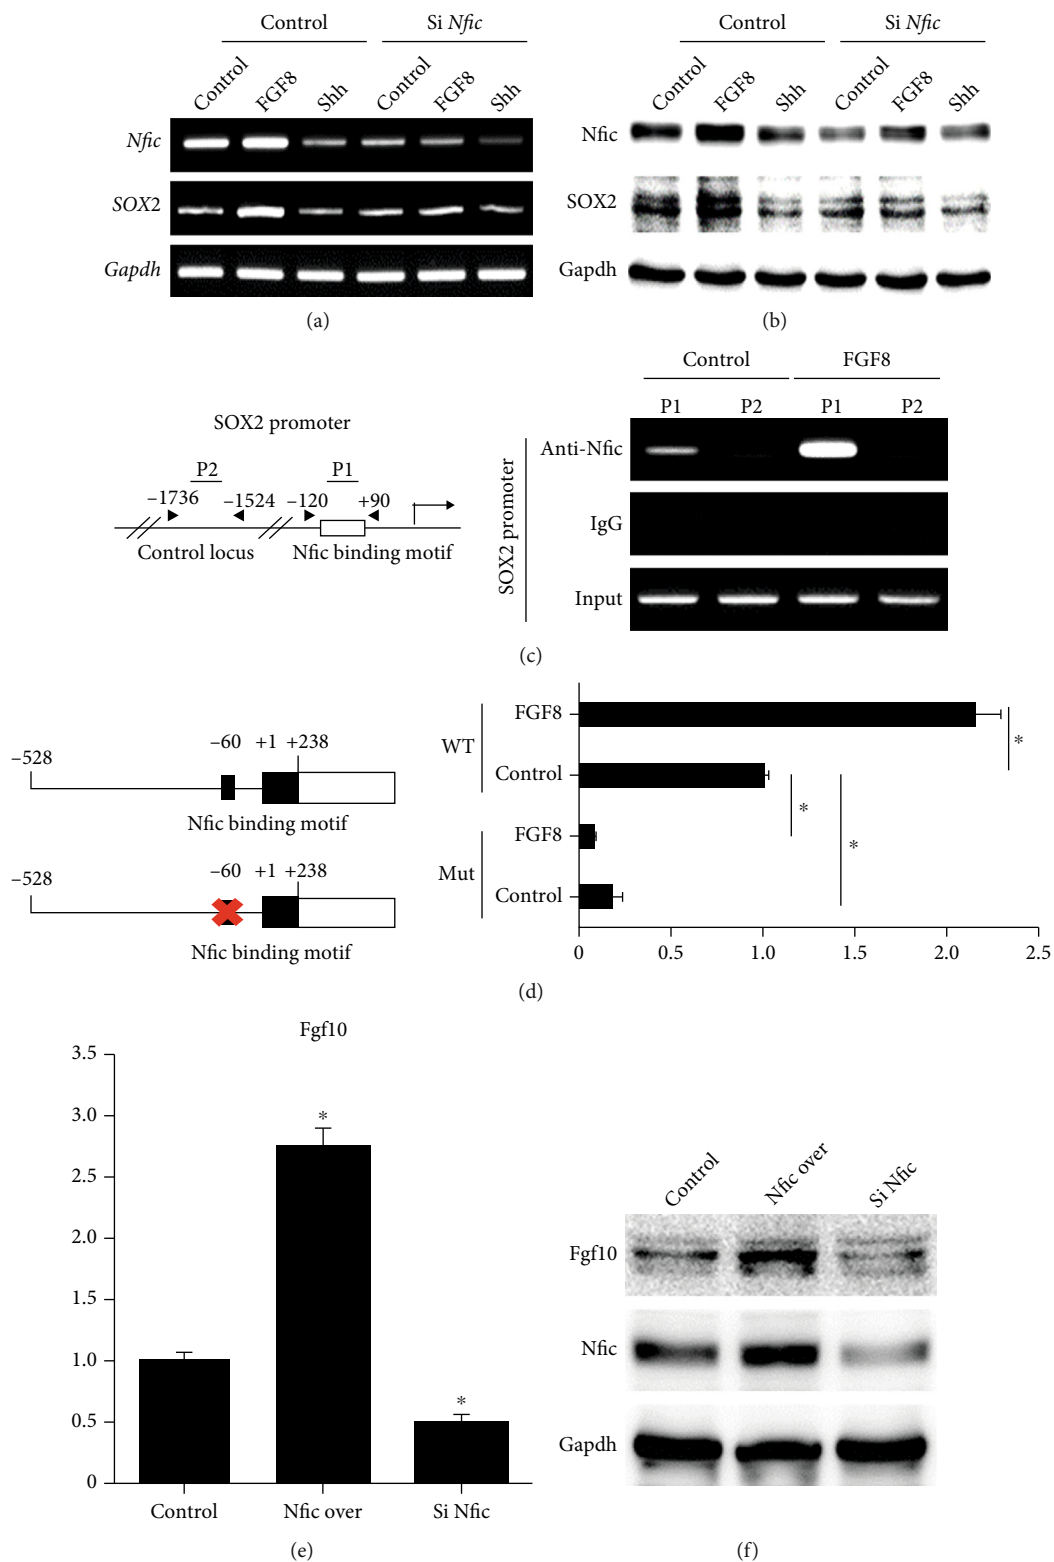 Control Si Nfic
Control FGF8 Shh Control FGF8 Shh
Nfic
SOX2
Gapdh
(a)
Control Si Nfic
Control FGF8 Shh Control FGF8 Shh
Nfic
SOX2
Gapdh
(b)
SOX2 promoter
P2 P1
–1736 –1524 –120 +90
Control locus Nfic binding motif
Control FGF8
P1 P2 P1 P2
SOX2 promoter
Anti-Nfic
IgG
Input
(c)
–528 –60 +1 +238
Nfic binding motif
–528 –60 +1 +238
Nfic binding motif
WT
FGF8
Control
Mut
FGF8
Control
* * *
0 0.5 1.0 1.5 2.0 2.5
(d)
Fgf10
3.5
3.0
2.5
2.0
1.5
1.0
0.5
0
* *
Control Nfic over Si Nfic
(e)
Control Nfic over Si Nfic
Fgf10
Nfic
Gapdh
(f)